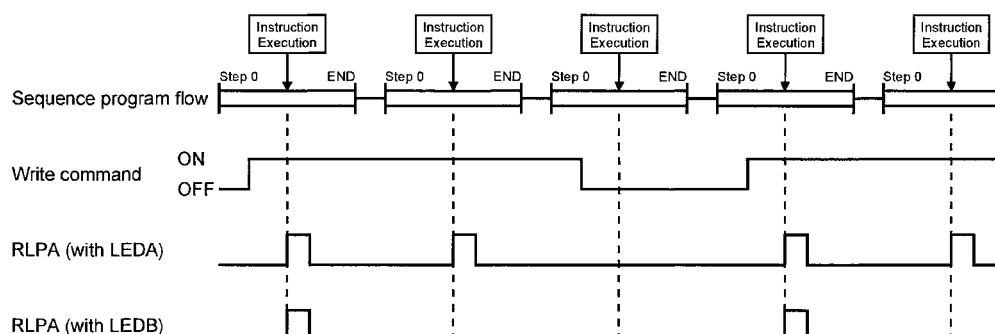 Instruction
Execution
Instruction
Execution
Instruction
Execution
Instruction
Execution
Instruction
Execution
Step 0 END Step 0 END Step 0 END Step 0 END Step 0
Sequence program flow
ON
Write command
OFF
RLPA (with LEDA)
RLPA (with LEDB)